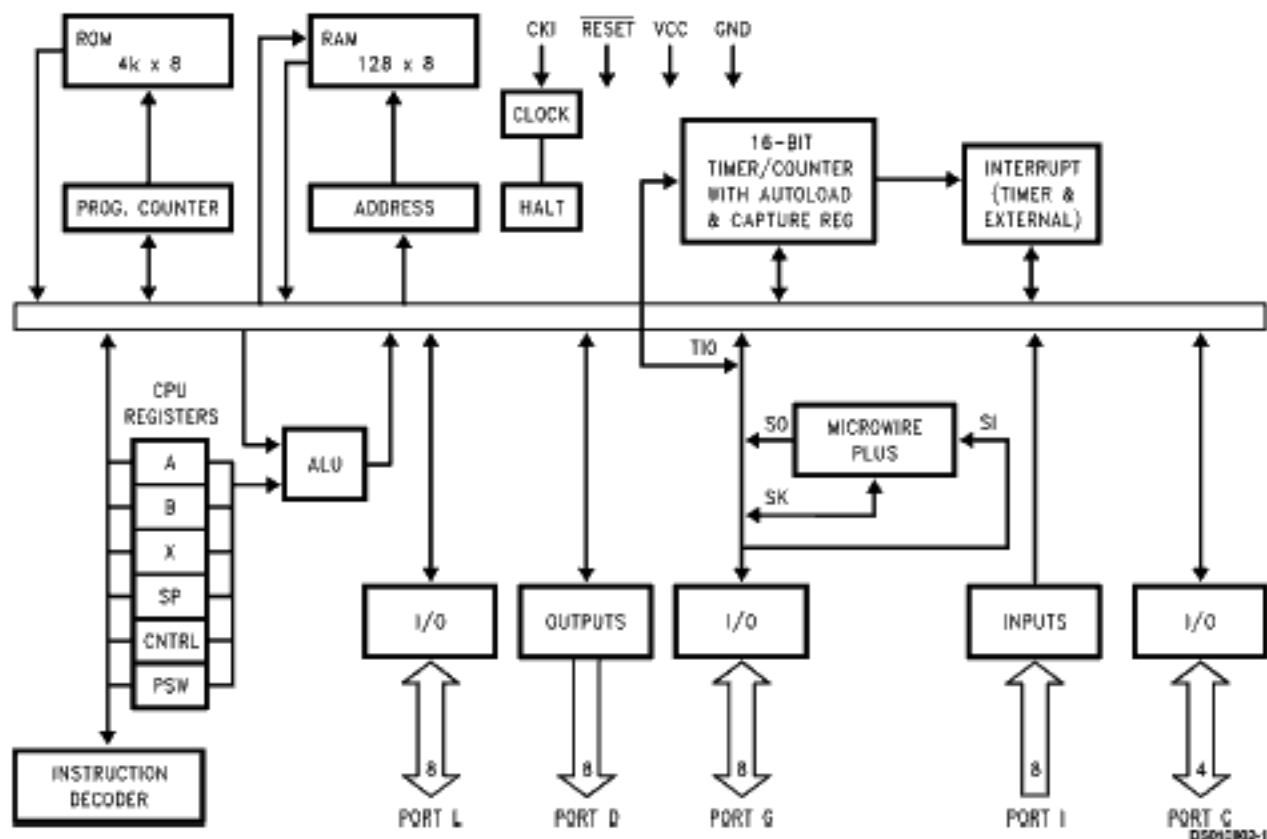 ROM
4k x 8
RAM
128 x 8
CKI
RESET
VCC
GND
CLOCK
HALT
PROG. COUNTER
ADDRESS
16-BIT
TIMER/COUNTER
WITH AUTOLOAD
& CAPTURE REG
INTERRUPT
(TIMER &
EXTERNAL)
TIO
CPU
REGISTERS
A
B
X
SP
CNTRL
PSW
ALU
SO
MICROWIRE
PLUS
SI
SK
I/O
OUTPUTS
I/O
INPUTS
I/O
INSTRUCTION
DECODER
8
8
8
8
4
PORT L
PORT D
PORT G
PORT I
PORT C